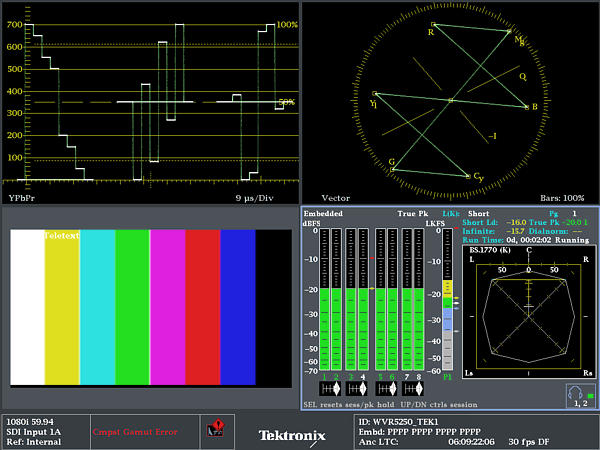 700
100%
600
500
400
50%
300
200
100
YPbPr
9 µs/Div
R
Mg
Q
Yl
B
-I
G
Cy
Vector
Bars: 100%
Teletext
Embedded
True Pk
L(K):
Short
Pg
1
dBFS
LKFS
Short Ld: -16.0 True Pk -20.0 1
Infinite: -15.7 Dialnorm: --
Run Time: 0d, 00:02:02 Running
BS.1770 (K)
0
0
-10
-10
-20
-20
-30
-30
-40
-40
-50
-50
-60
-60
-70
1 2 3 4 5 6 7 8 P1
L
C
R
50
0
50
Ls
Rs
1, 2
SEL resets sess/pk hold UP/DN ctrls session
1080i 59.94
SDI Input 1A
Ref: Internal
Cmpst Gamut Error
Tektronix
ID: WVR5250_TEK1
Embd: PPPP PPPP PPPP PPPP
Anc LTC: 06:09:22:06 30 fps DF